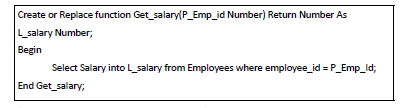 Create or Replace function Get_salary(P_Emp_id Number) Return Number As
L_salary Number;
Begin
Select Salary into L_salary from Employees where employee_id = P_Emp_Id;
End Get_salary;